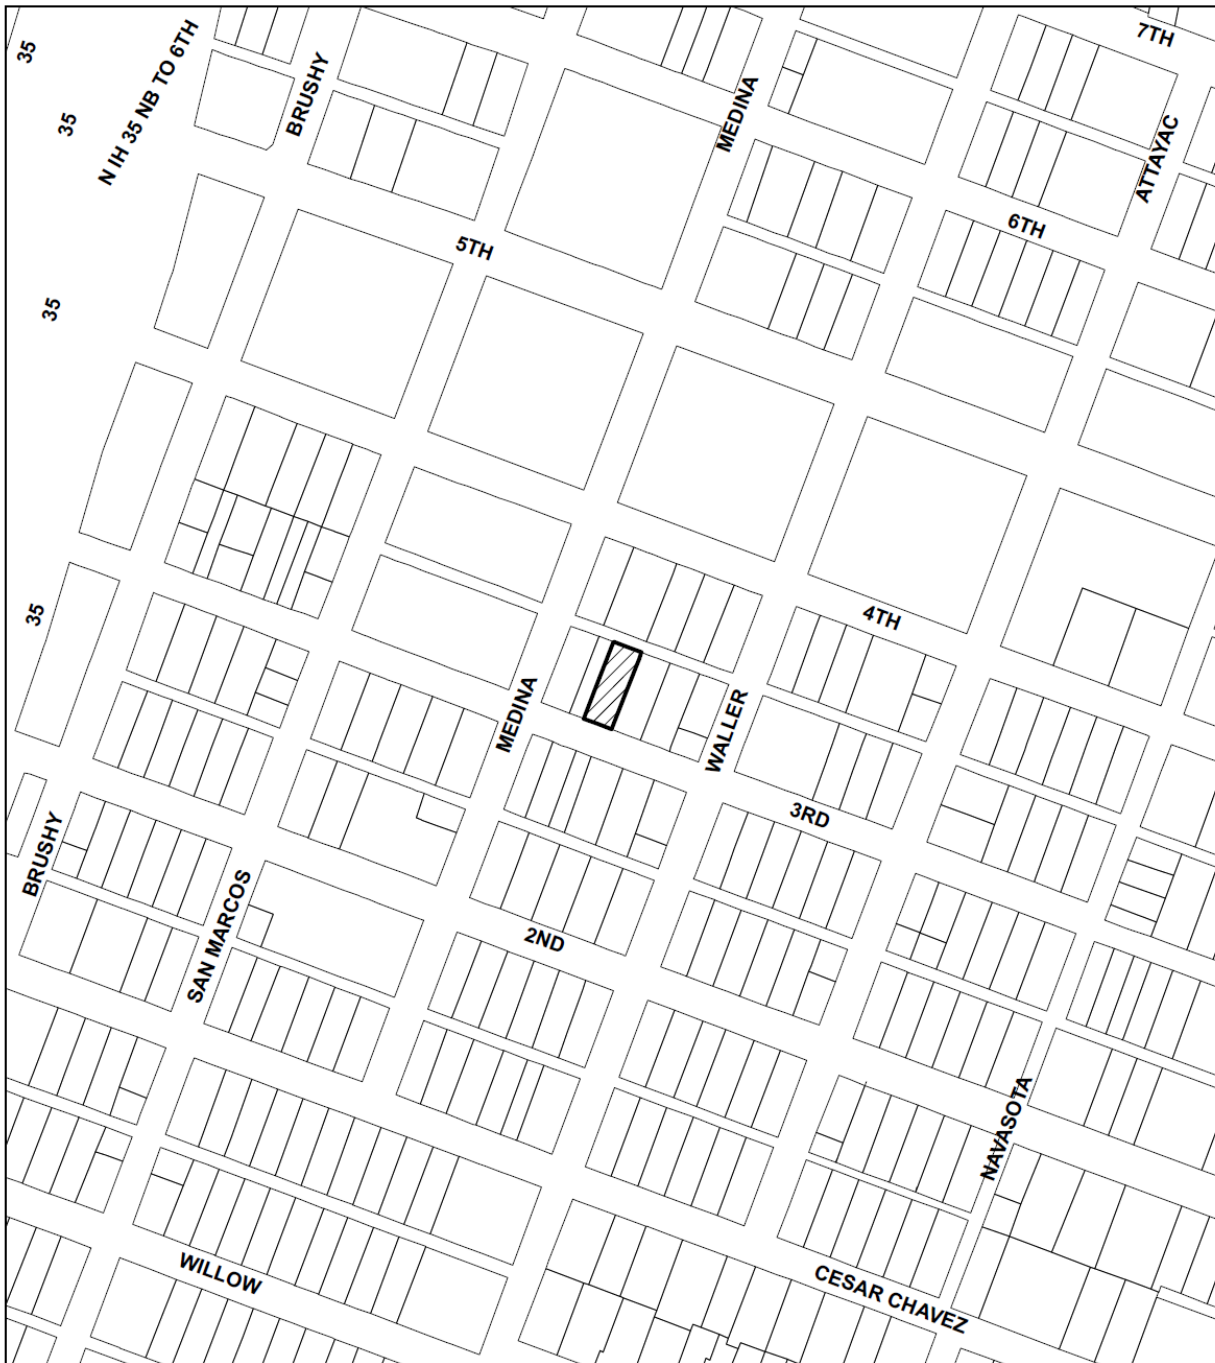 7TH
35
N IH 35 NB TO 6TH
BRUSHY
MEDINA
35
ATTAYAC
6TH
5TH
35
35
4TH
MEDINA
WALLER
3RD
BRUSHY
SAN MARCOS
2ND
NAVASOTA
WILLOW
CESAR CHAVEZ